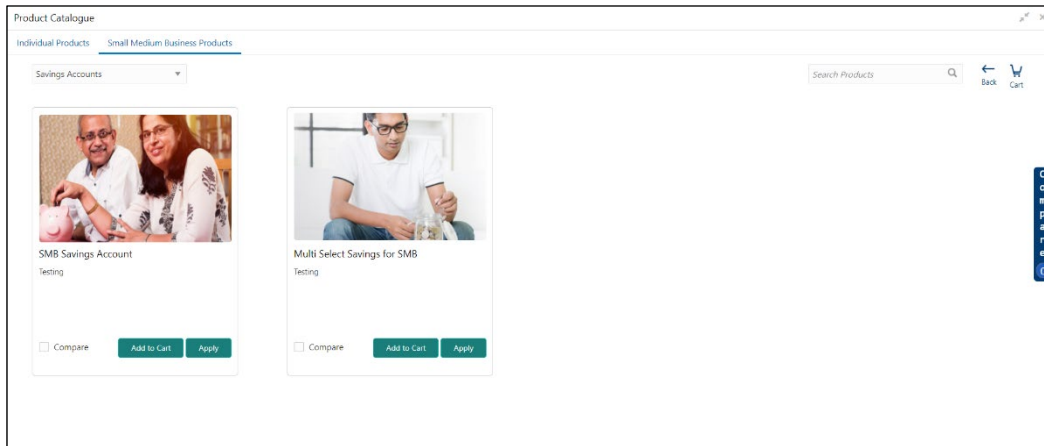 Product Catalogue
Individual Products Small Medium Business Products
Savings Accounts
Search Products
Back
Cart
SMB Savings Account
Testing
Compare
Add to Cart
Apply
Multi Select Savings for SMB
Testing
Compare
Add to Cart
Apply
Compare